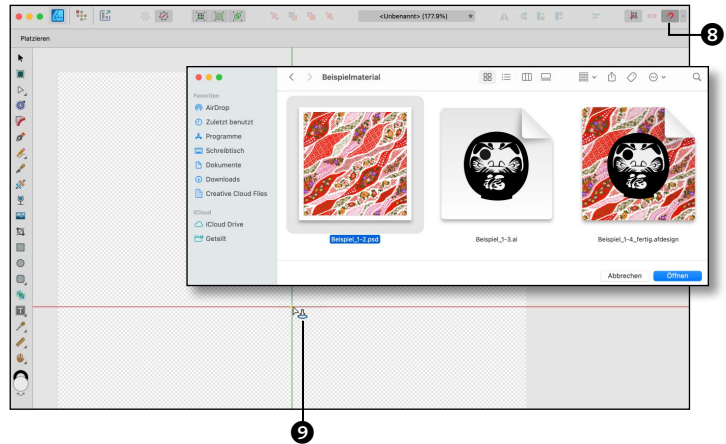 <Unbenannt> (177.9%)
8
Platzieren
Beispielmaterial
Favoriten
AirDrop
Zuletzt benutzt
Programme
Schreibtisch
Dokumente
Downloads
Creative Cloud Files
iCloud
iCloud Drive
Geteilt
Beispiel_1-2.psd
Beispiel_1-3.ai
Beispiel_1-4_fertig.afdesign
Abbrechen
Öffnen
9